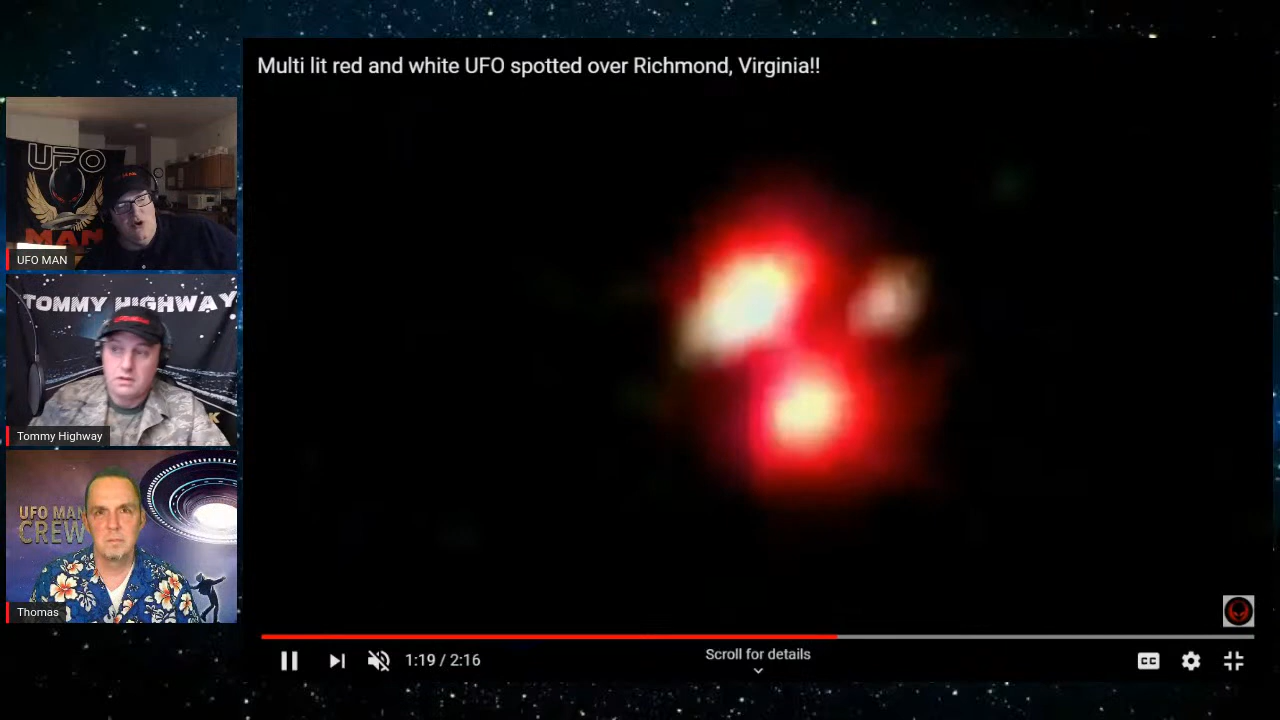 Multi lit red and white UFO spotted over Richmond, Virginia!!
UFO
MAN
UFO MAN
TOMMY HIGHWAY
K
Tommy Highway
UFO MAN
CREW
Thomas
1:19 / 2:16
Scroll for details
CC